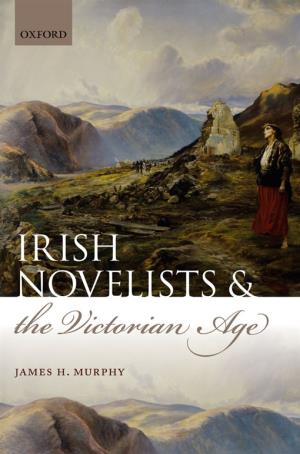 OXFORD
IRISH
NOVELISTS &
the Victorian Age
JAMES H. MURPHY